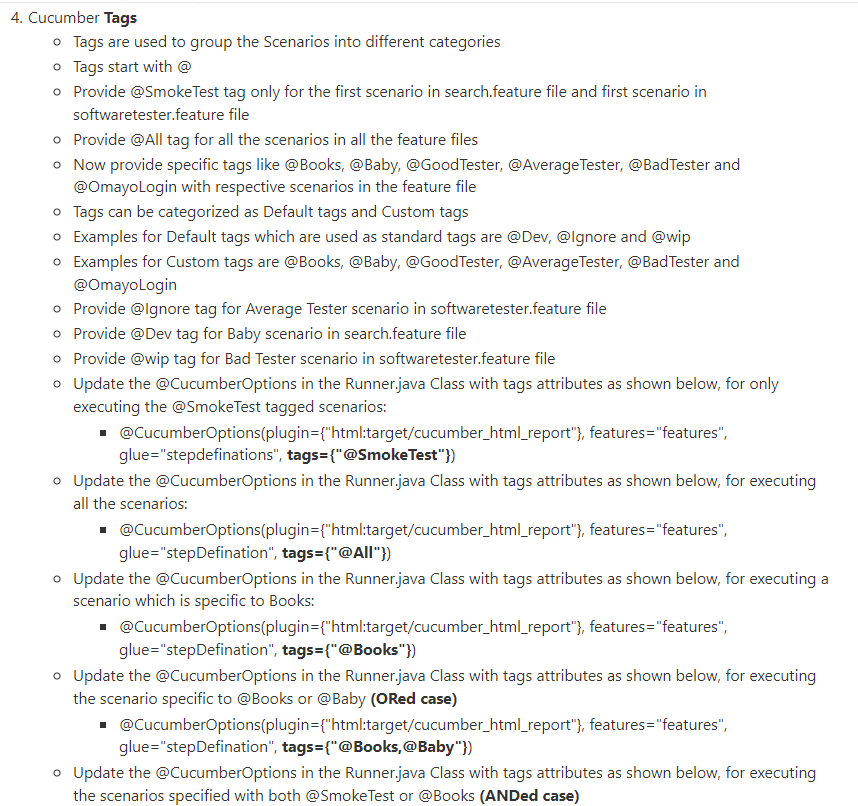 4. Cucumber Tags
Tags are used to group the Scenarios into different categories
Tags start with @
Provide @SmokeTest tag only for the first scenario in search.feature file and first scenario in
softwaretester.feature file
Provide @All tag for all the scenarios in all the feature files
Now provide specific tags like @Books, @Baby, @GoodTester, @AverageTester, @BadTester and
@OmayoLogin with respective scenarios in the feature file
Tags can be categorized as Default tags and Custom tags
Examples for Default tags which are used as standard tags are @Dev, @Ignore and @wip
Examples for Custom tags are @Books, @Baby, @GoodTester, @AverageTester, @BadTester and
@OmayoLogin
Provide @Ignore tag for Average Tester scenario in softwaretester.feature file
Provide @Dev tag for Baby scenario in search.feature file
Provide @wip tag for Bad Tester scenario in softwaretester.feature file
Update the @CucumberOptions in the Runner.java Class with tags attributes as shown below, for only
executing the @SmokeTest tagged scenarios:
@CucumberOptions(plugin={"html:target/cucumber_html_report"}, features="features",
glue="stepdefinations", tags={"@SmokeTest"})
Update the @CucumberOptions in the Runner.java Class with tags attributes as shown below, for executing
all the scenarios:
@CucumberOptions(plugin={"html:target/cucumber_html_report"}, features="features",
glue="stepDefination", tags={"@All"})
Update the @CucumberOptions in the Runner.java Class with tags attributes as shown below, for executing a
scenario which is specific to Books:
@CucumberOptions(plugin={"html:target/cucumber_html_report"}, features="features",
glue="stepDefination", tags={"@Books"})
Update the @CucumberOptions in the Runner.java Class with tags attributes as shown below, for executing
the scenario specific to @Books or @Baby (ORed case)
@CucumberOptions(plugin={"html:target/cucumber_html_report"}, features="features",
glue="stepDefination", tags={"@Books,@Baby"})
Update the @CucumberOptions in the Runner.java Class with tags attributes as shown below, for executing
the scenarios specified with both @SmokeTest or @Books (ANDed case)